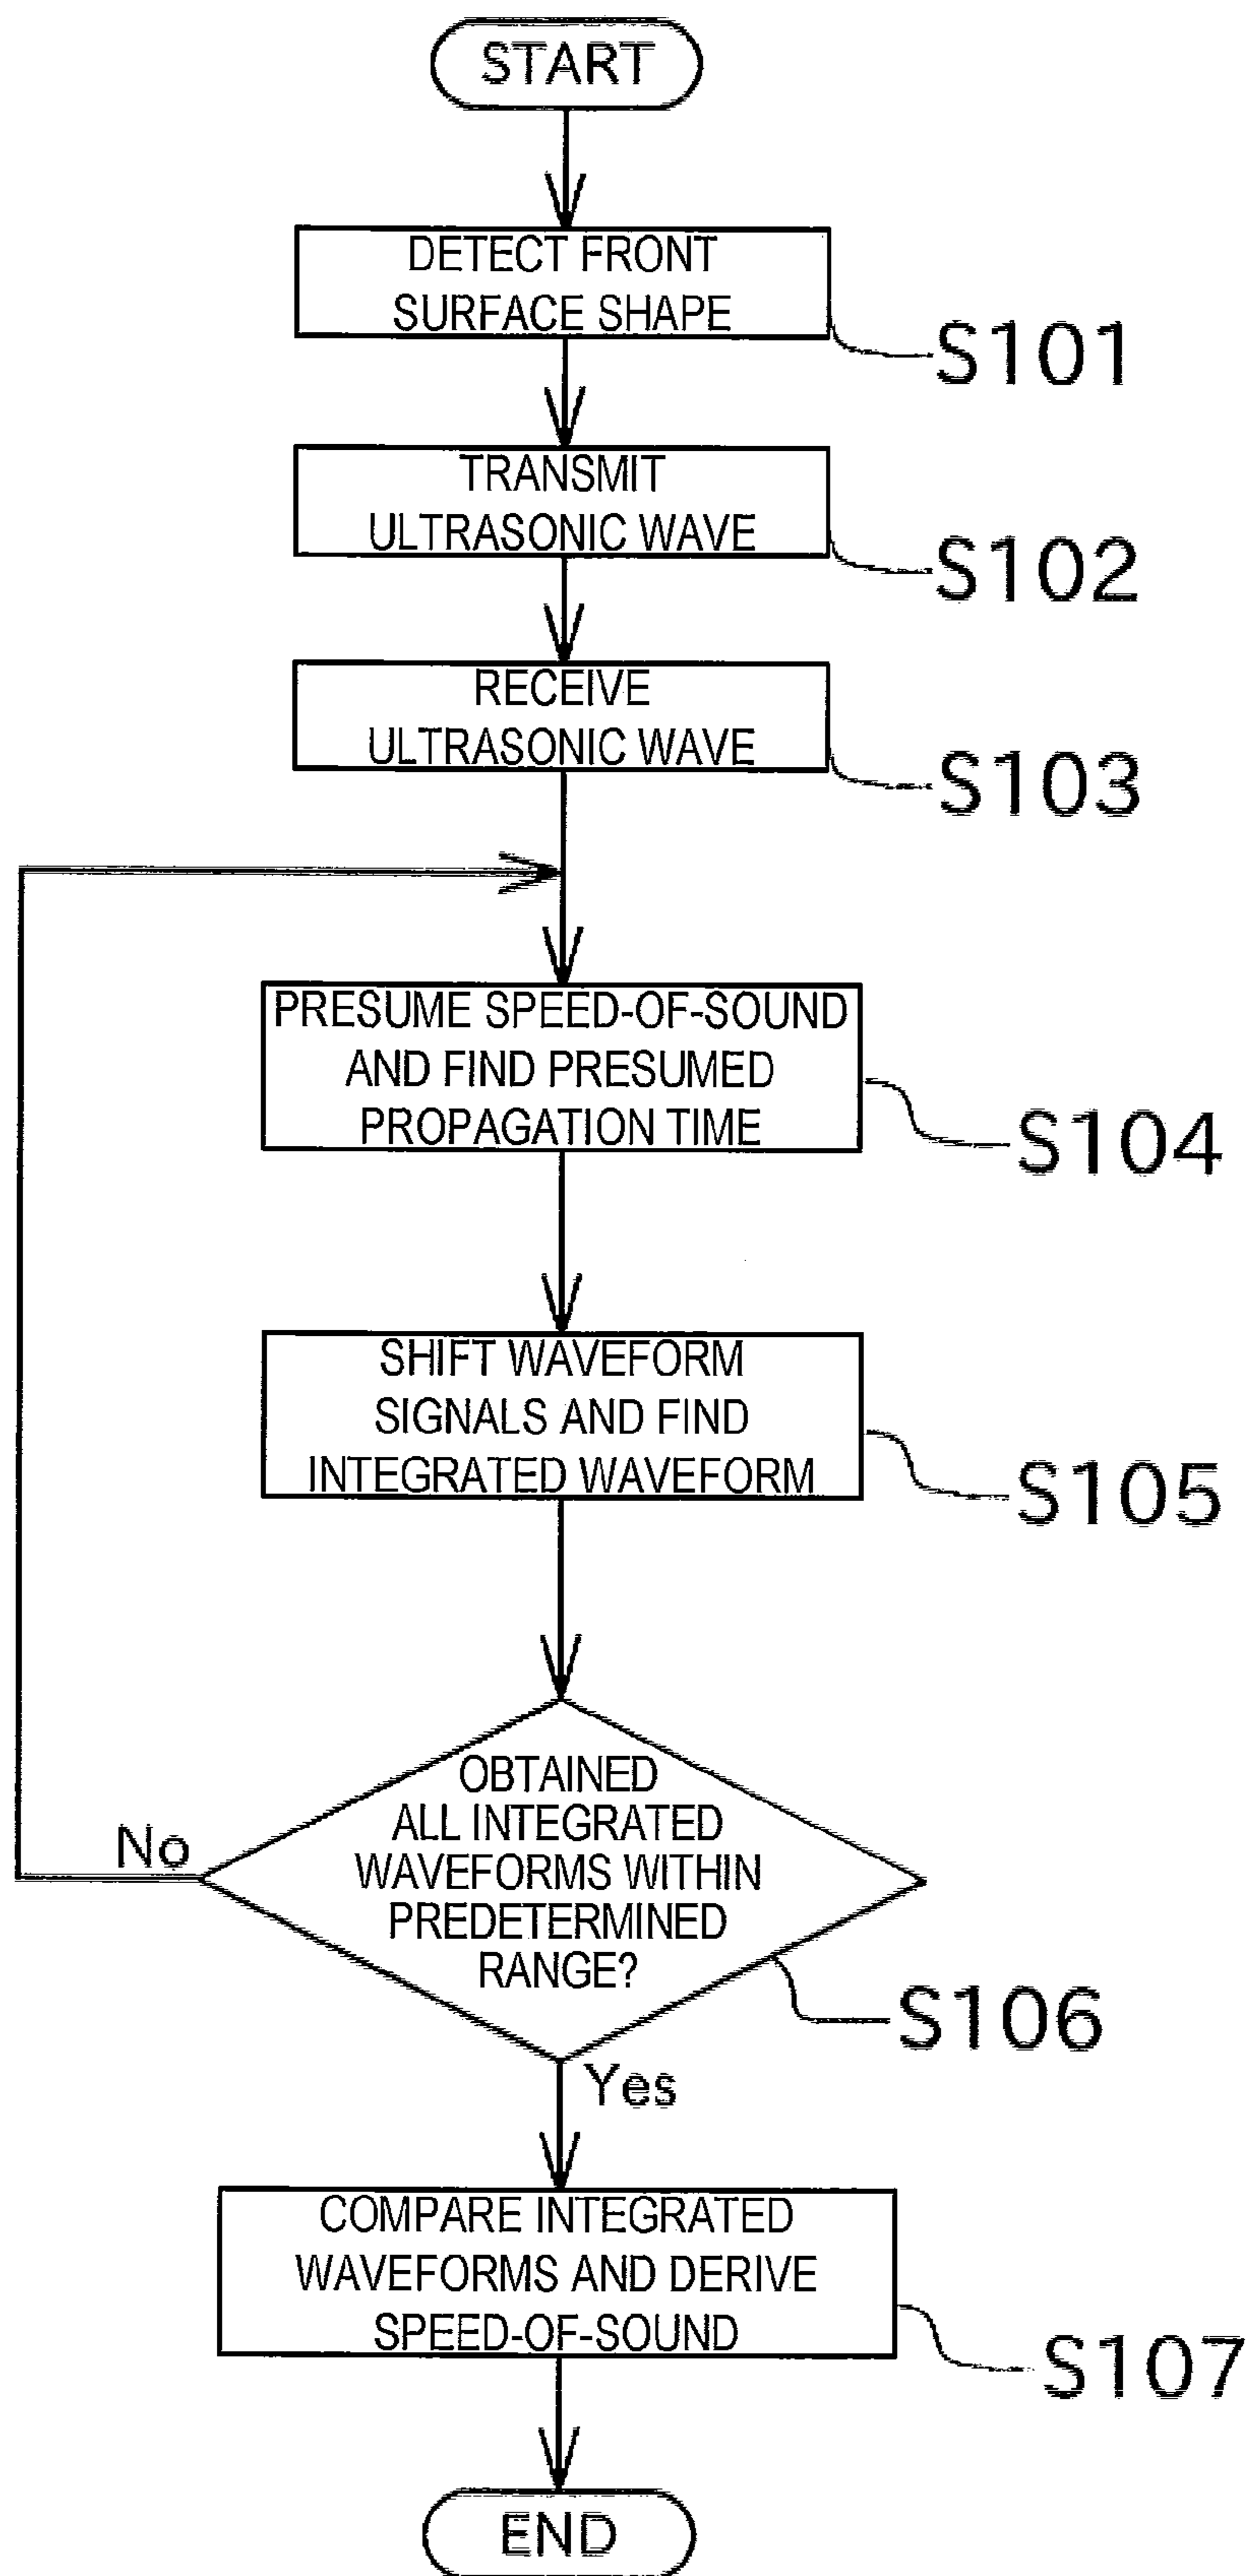 START
DETECT FRONT
SURFACE SHAPE
S101
TRANSMIT
ULTRASONIC WAVE
S102
RECEIVE
ULTRASONIC WAVE
S103
PRESUME SPEED-OF-SOUND
AND FIND PRESUMED
PROPAGATION TIME
S104
SHIFT WAVEFORM
SIGNALS AND FIND
INTEGRATED WAVEFORM
S105
OBTAINED
ALL INTEGRATED
WAVEFORMS WITHIN
PREDETERMINED
RANGE?
No
S106
Yes
COMPARE INTEGRATED
WAVEFORMS AND DERIVE
SPEED-OF-SOUND
S107
END